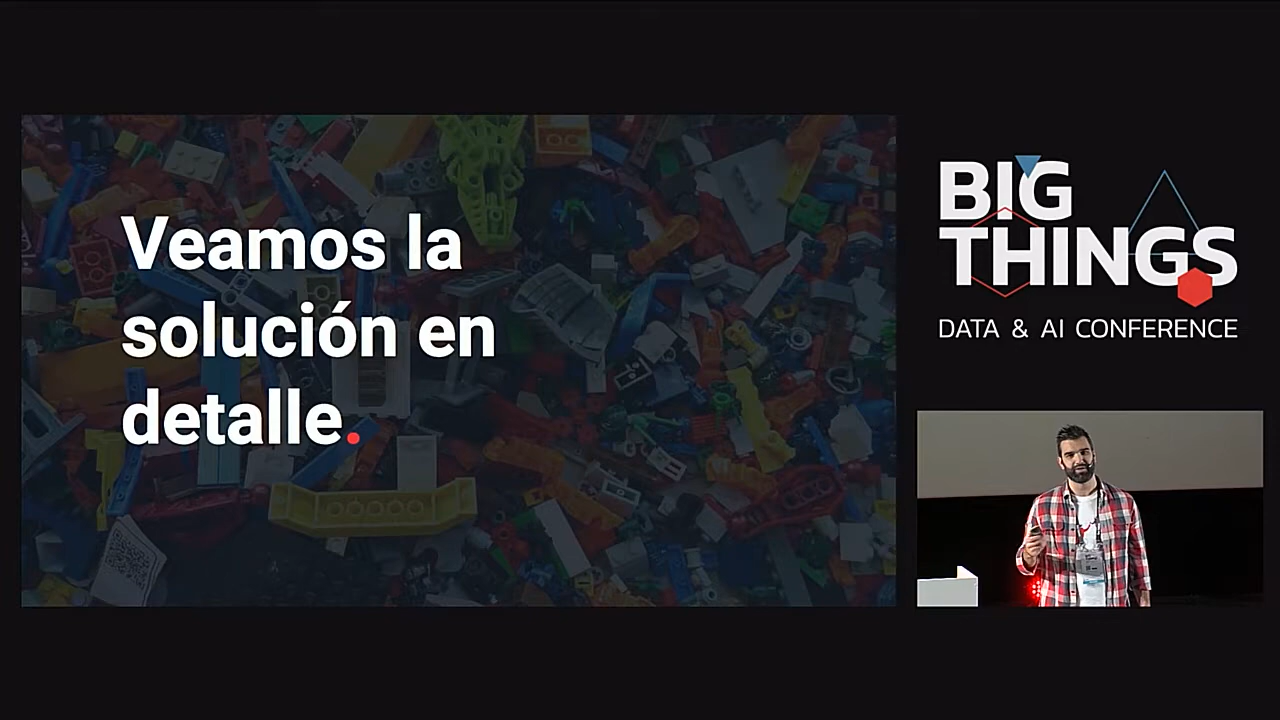 Veamos la
solución en
detalle.
BIG
THINGS
DATA & AI CONFERENCE